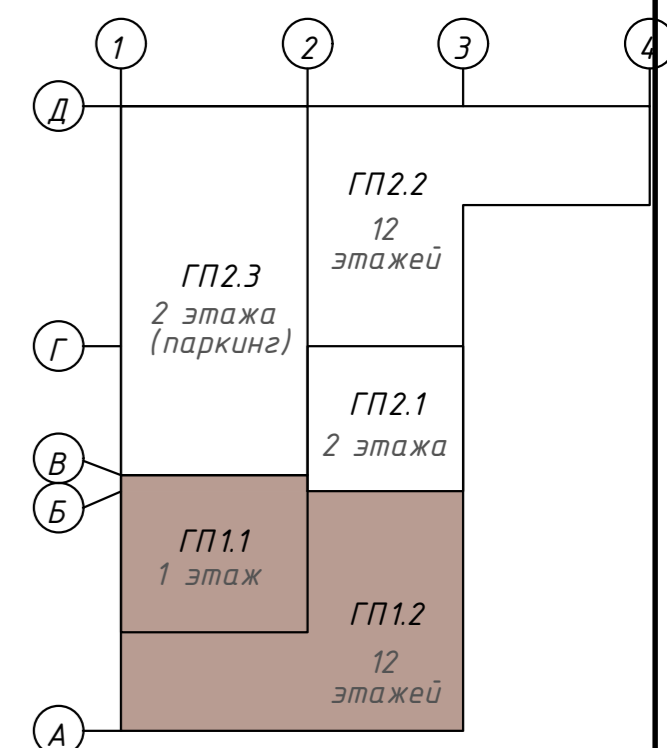 1
2
3
4
Д
ГП2.2
12
этажей
ГП2.3
2 этажа
(паркинг)
Г
ГП2.1
2 этажа
В
Б
ГП1.1
1 этаж
ГП1.2
12
этажей
А